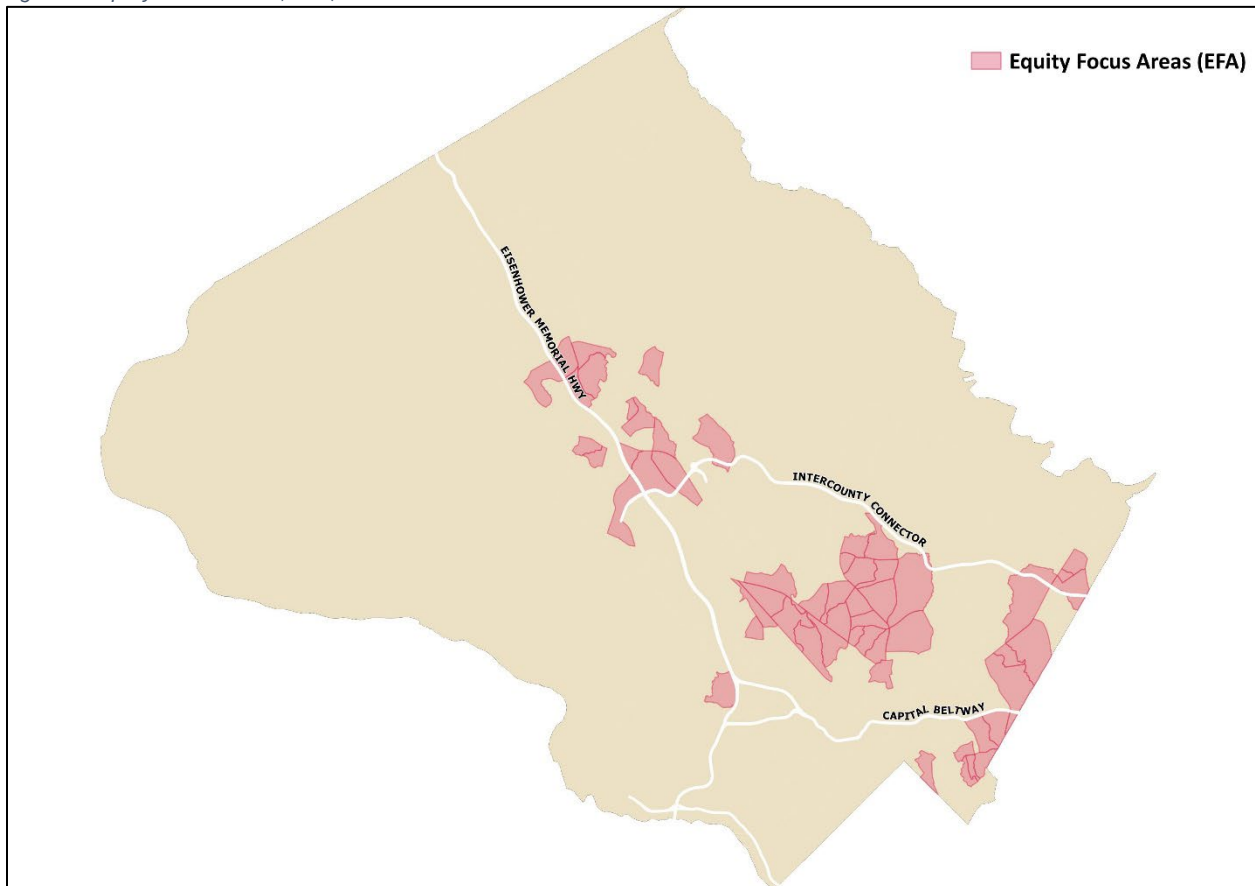 Equity Focus Areas (EFA)
EISENHOWER MEMORIAL HWY
INTERCOUNTY CONNECTOR
CAPITAL BELTWAY